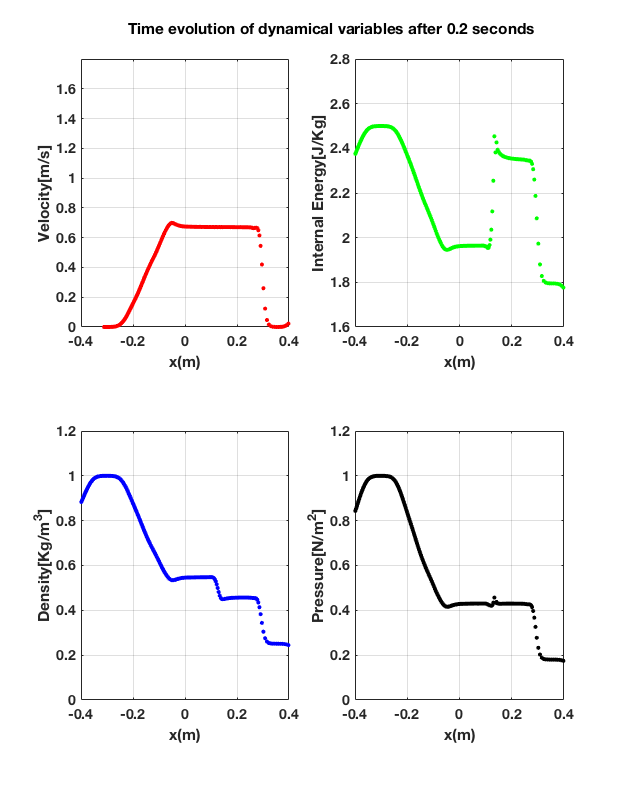 Time evolution of dynamical variables after 0.2 seconds
Velocity[m/s]
1.6
1.4
1.2
1
0.8
0.6
0.4
0.2
0
-0.4 -0.2 0 0.2 0.4
x(m)
Internal Energy[J/Kg]
2.8
2.6
2.4
2.2
2
1.8
1.6
-0.4 -0.2 0 0.2 0.4
x(m)
Density[Kg/m³]
1.2
1
0.8
0.6
0.4
0.2
0
-0.4 -0.2 0 0.2 0.4
x(m)
Pressure[N/m²]
1.2
1
0.8
0.6
0.4
0.2
0
-0.4 -0.2 0 0.2 0.4
x(m)